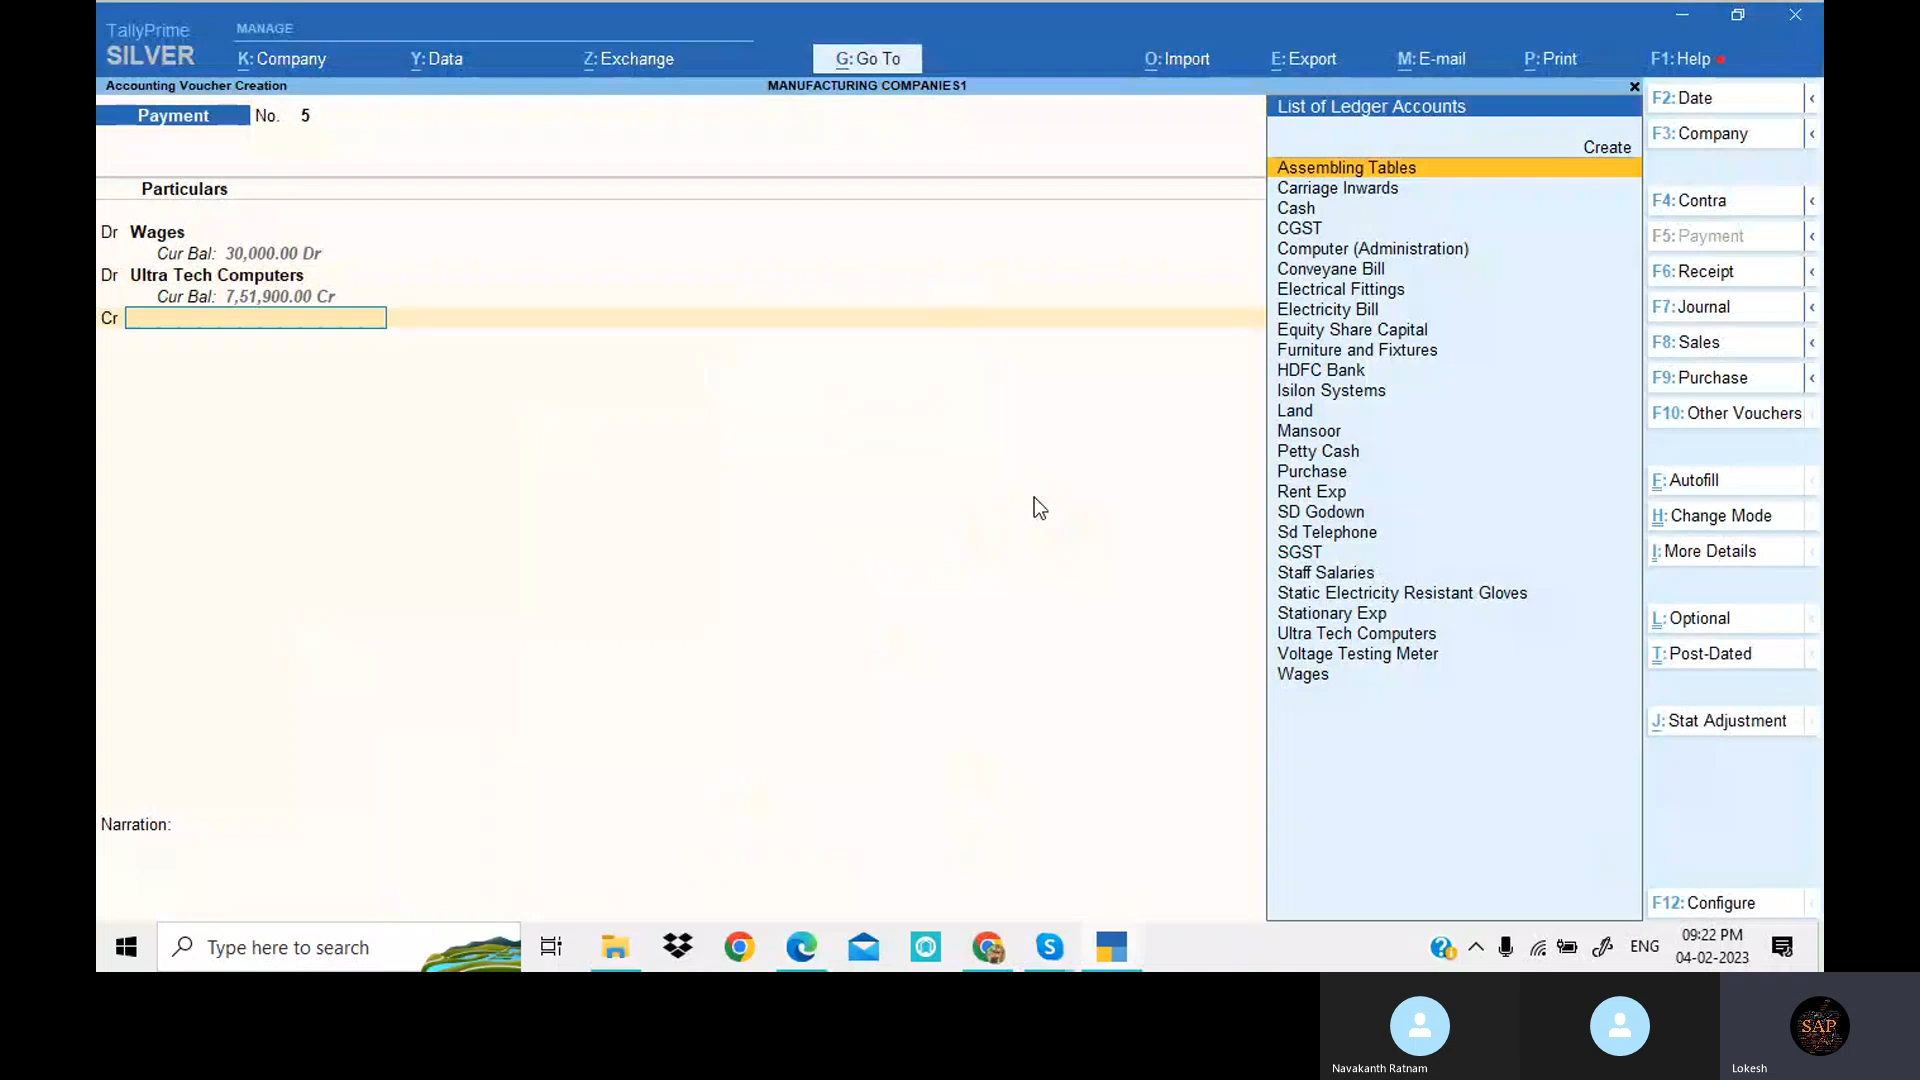 TallyPrime
SILVER
MANAGE
K: Company
Y: Data
Z: Exchange
G: Go To
O: Import
E: Export
M: E-mail
P: Print
F1: Help
Accounting Voucher Creation
MANUFACTURING COMPANIES1
Payment No. 5
Particulars
Dr Wages
Cur Bal: 30,000.00 Dr
Dr Ultra Tech Computers
Cur Bal: 7,51,900.00 Cr
Cr
Narration:
List of Ledger Accounts
Create
Assembling Tables
Carriage Inwards
Cash
CGST
Computer (Administration)
Conveyane Bill
Electrical Fittings
Electricity Bill
Equity Share Capital
Furniture and Fixtures
HDFC Bank
Isilon Systems
Land
Mansoor
Petty Cash
Purchase
Rent Exp
SD Godown
Sd Telephone
SGST
Staff Salaries
Static Electricity Resistant Gloves
Stationary Exp
Ultra Tech Computers
Voltage Testing Meter
Wages
F2: Date
F3: Company
F4: Contra
F5: Payment
F6: Receipt
F7: Journal
F8: Sales
F9: Purchase
F10: Other Vouchers
F: Autofill
H: Change Mode
I: More Details
L: Optional
T: Post-Dated
J: Stat Adjustment
F12: Configure
Type here to search
ENG
09:22 PM
04-02-2023
SAP
Navakanth Ratnam
Lokesh